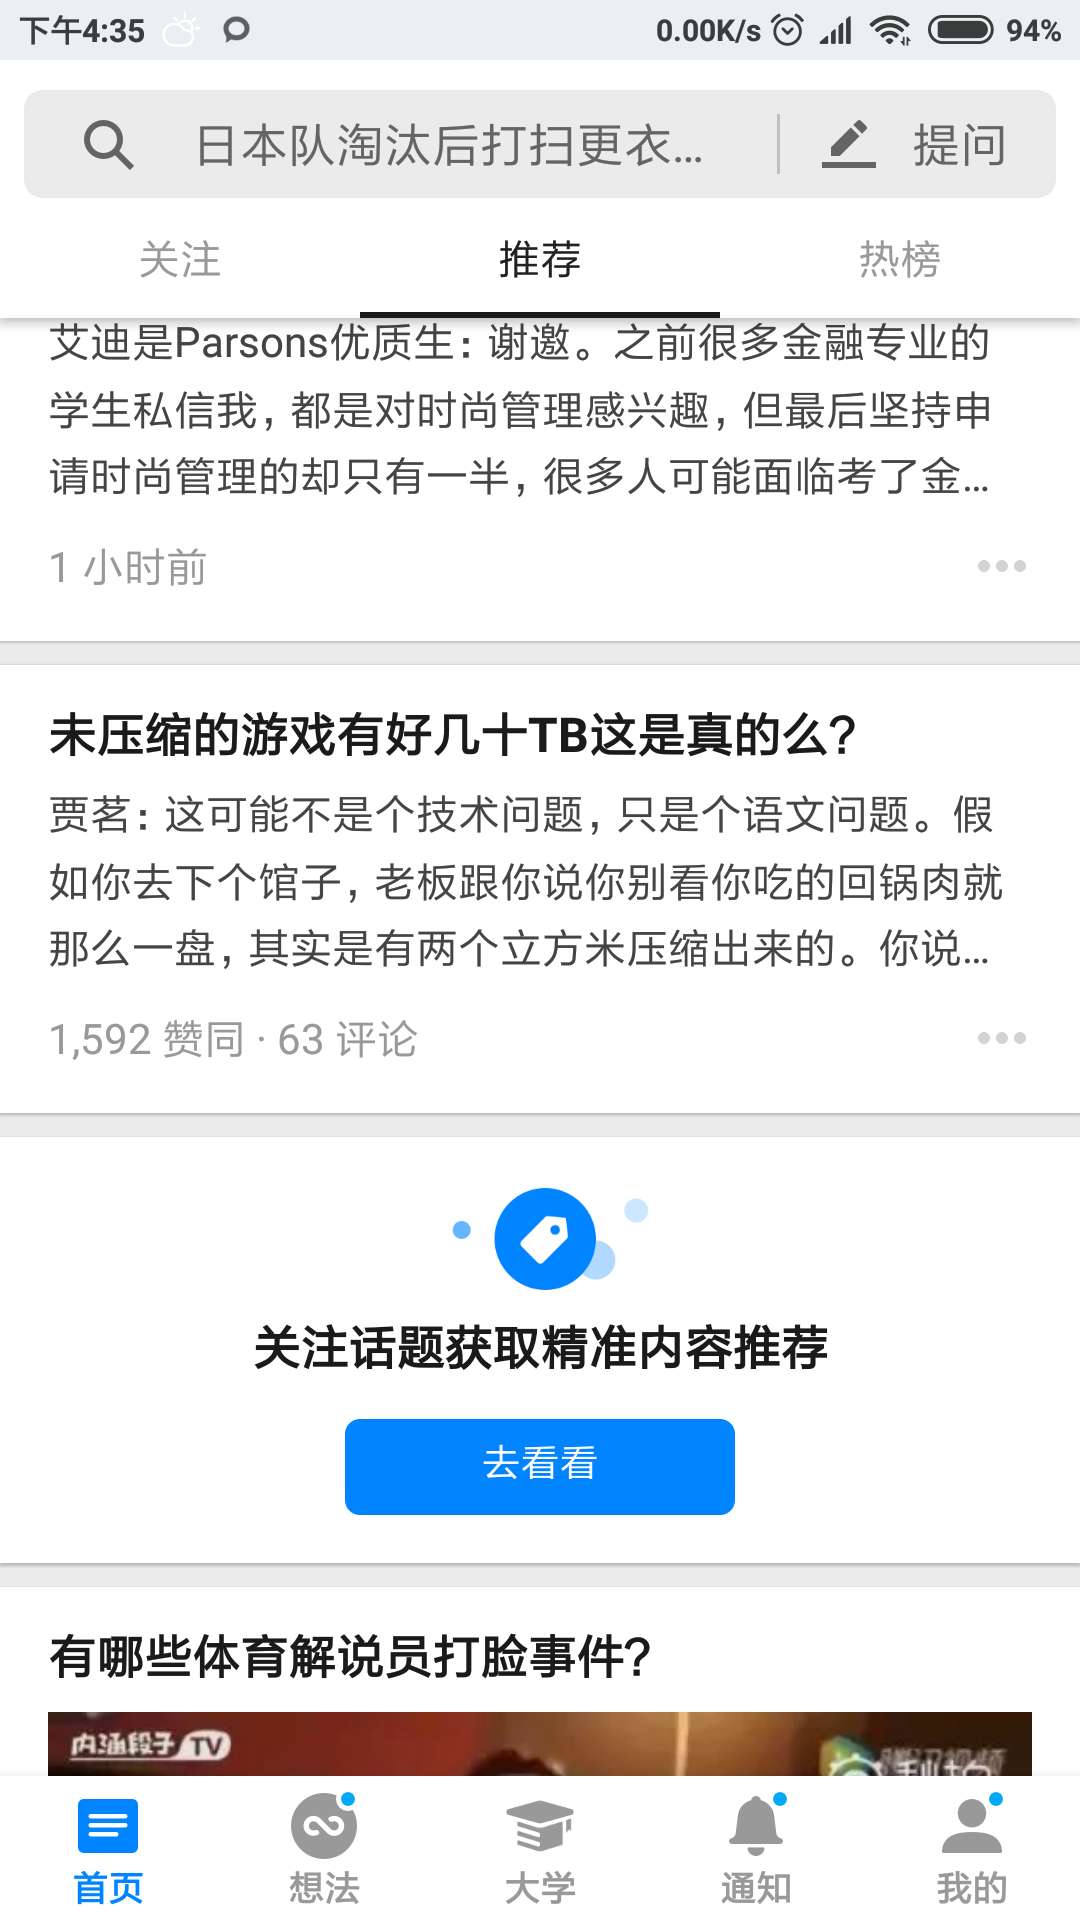 下午4:35
0.00K/s
94%
日本队淘汰后打扫更衣...
提问
关注
推荐
热榜
艾迪是Parsons优质生：谢邀。之前很多金融专业的
学生私信我，都是对时尚管理感兴趣，但最后坚持申
请时尚管理的却只有一半，很多人可能面临考了金...
1 小时前
未压缩的游戏有好几十TB这是真的么？
贾茗：这可能不是个技术问题，只是个语文问题。假
如你去下个馆子，老板跟你说你别看你吃的回锅肉就
那么一盘，其实是有两个立方米压缩出来的。你说...
1,592 赞同 · 63 评论
关注话题获取精准内容推荐
去看看
有哪些体育解说员打脸事件？
内涵段子TV
腾讯视频
首页
想法
大学
通知
我的